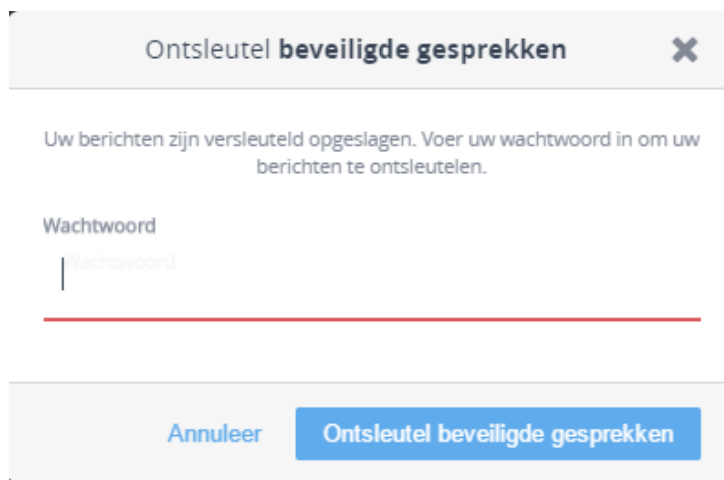 Ontsleutel beveiligde gesprekken
Uw berichten zijn versleuteld opgeslagen. Voer uw wachtwoord in om uw
berichten te ontsleutelen.
Wachtwoord
Wachtwoord
Annuleer
Ontsleutel beveiligde gesprekken